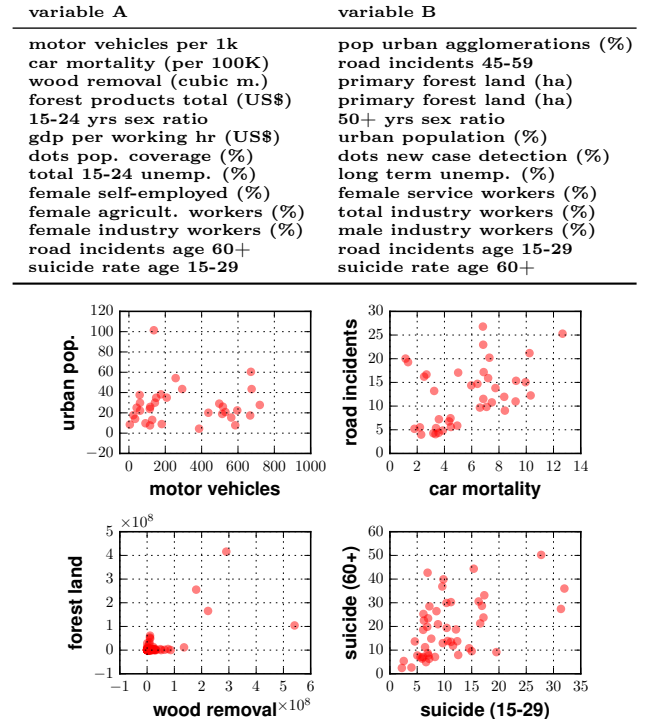 variable A variable B
motor vehicles per 1k pop urban agglomerations (%)
car mortality (per 100K) road incidents 45-59
wood removal (cubic m.) primary forest land (ha)
forest products total (US$) primary forest land (ha)
15-24 yrs sex ratio 50+ yrs sex ratio
gdp per working hr (US$) urban population (%)
dots pop. coverage (%) dots new case detection (%)
total 15-24 unemp. (%) long term unemp. (%)
female self-employed (%) female service workers (%)
female agricult. workers (%) total industry workers (%)
female industry workers (%) male industry workers (%)
road incidents age 60+ road incidents age 15-29
suicide rate age 15-29 suicide rate age 60+
urban pop.
120
100
80
60
40
20
0
−20
0 200 400 600 800 1000
motor vehicles
road incidents
30
25
20
15
10
5
0
0 2 4 6 8 10 12 14
car mortality
forest land
×10⁸
5
4
3
2
1
0
−1
−1 0 1 2 3 4 5 6
wood removal ×10⁸
suicide (60+)
60
50
40
30
20
10
0
0 5 10 15 20 25 30 35
suicide (15-29)